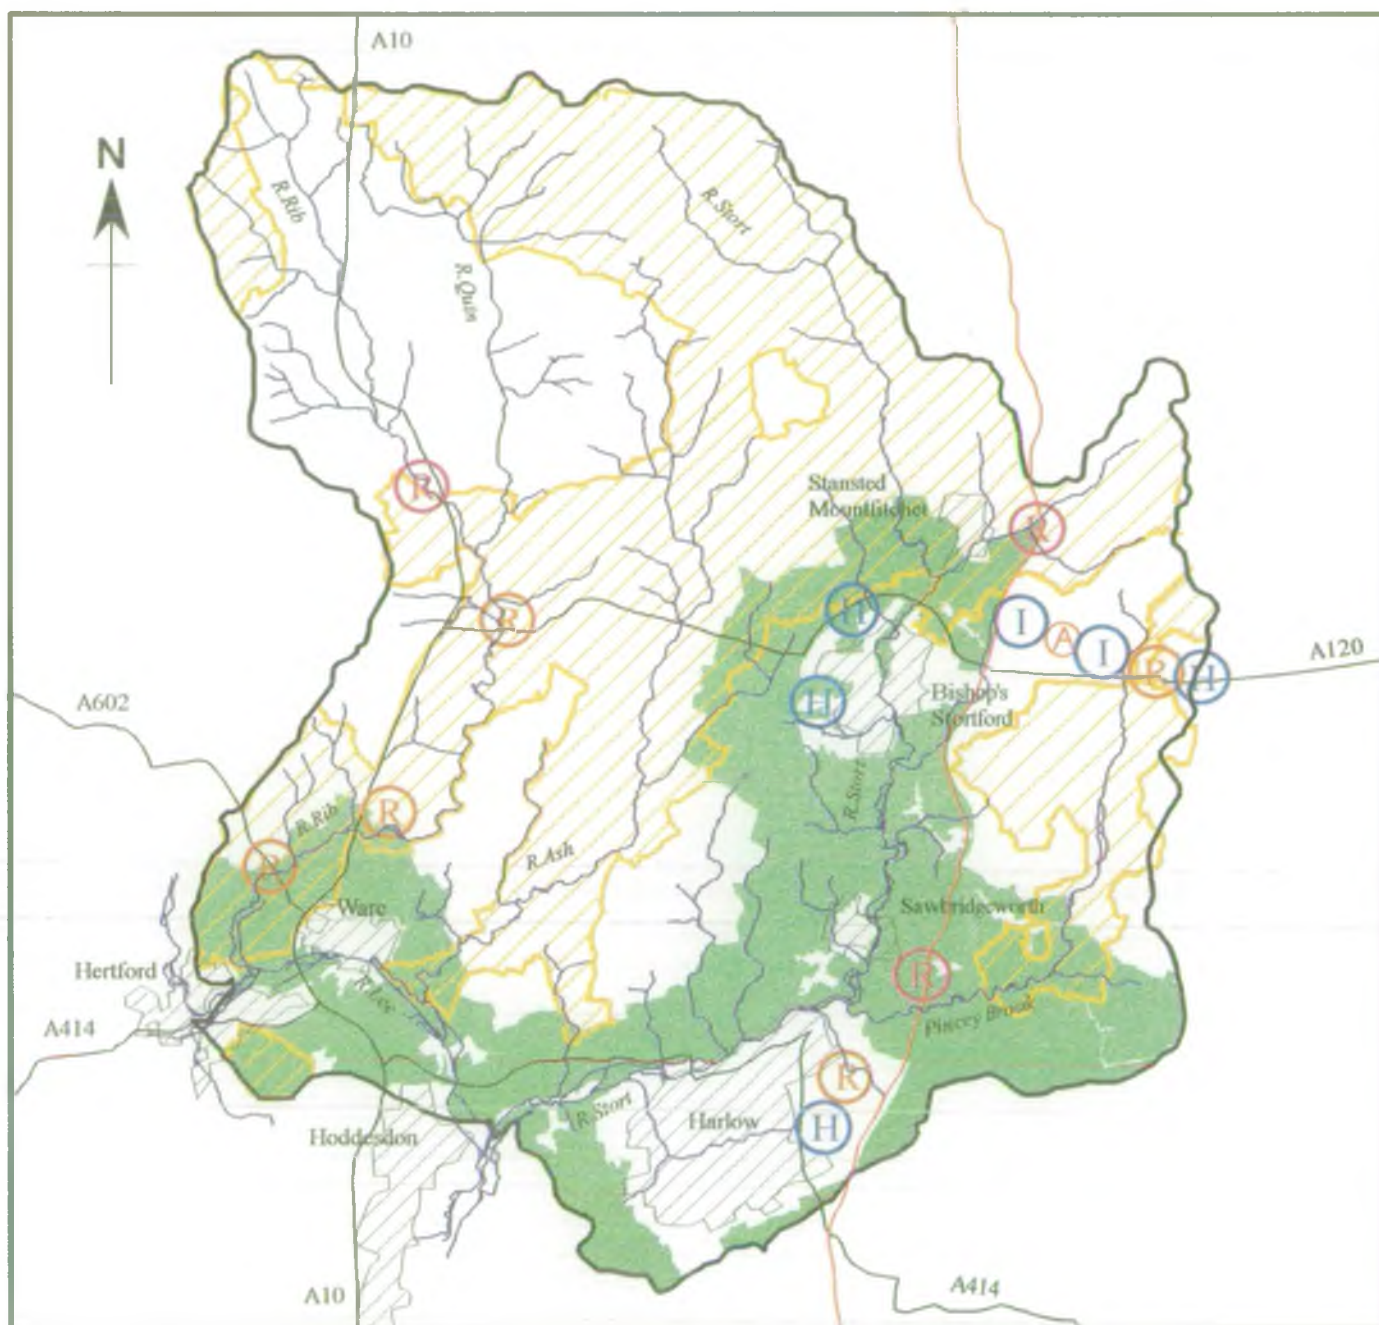 A10
N
R.Rib
R.Stort
R.Quin
Stansted
Mountfitchet
R
R
H
R
I
A
I
R
H
A120
A602
H
Bishop's
Stortford
R.Stort
R
R.Rib
R
R.Ash
Ware
Sawbridgeworth
Hertford
R.Lee
R
A414
Pincey Brook
R
R.Stort
Harlow
H
Hoddesdon
A10
A414